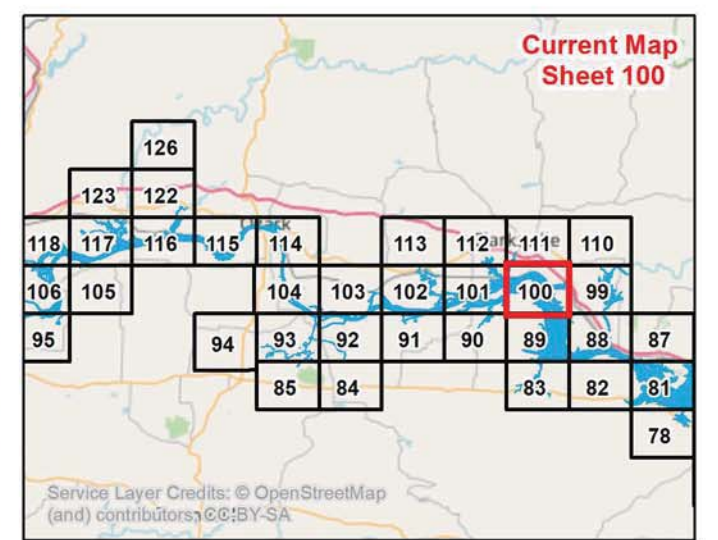 Current Map
Sheet 100
126
123 122
118 117 116 115 114 113 112 111 110
106 105 104 103 102 101 100 99
95 94 93 92 91 90 89 88 87
85 84 83 82 81
78
Service Layer Credits: © OpenStreetMap
(and) contributors, CC-BY-SA